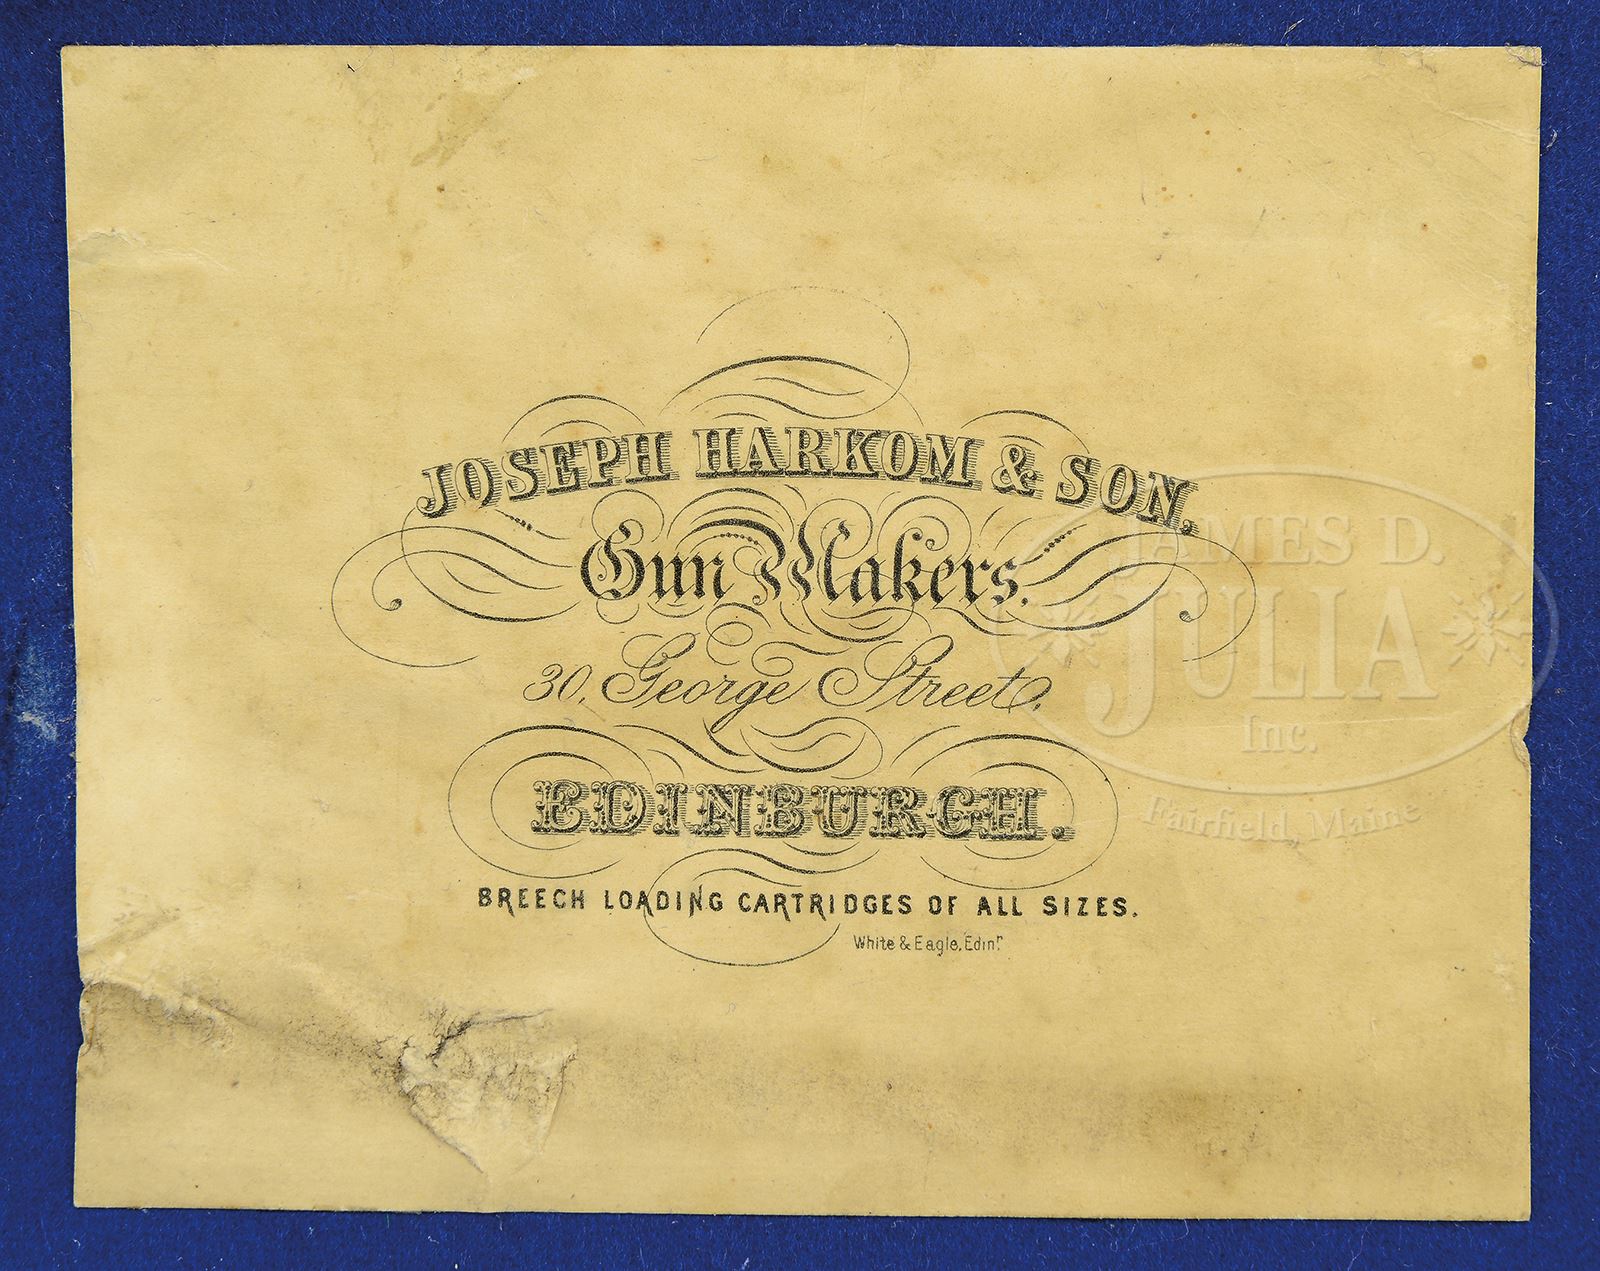 JOSEPH HARKOM & SON,
Gun Makers,
30, George Street,
EDINBURGH.
BREECH LOADING CARTRIDGES OF ALL SIZES.
White & Eagle, Edinr
JAMES D.
JULIA
Inc.
Fairfield, Maine